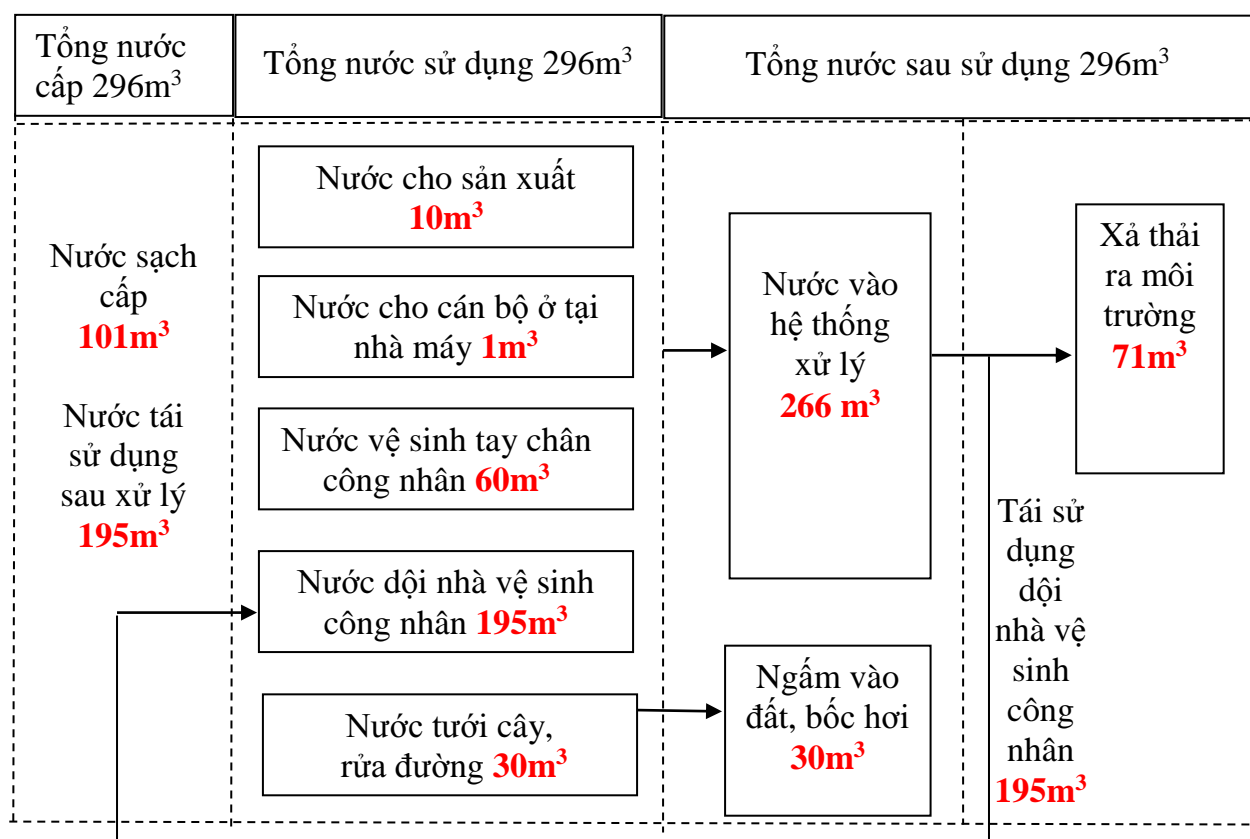 Tổng nước
cấp 296m³
Tổng nước sử dụng 296m³
Tổng nước sau sử dụng 296m³
Nước sạch
cấp
101m³
Nước tái
sử dụng
sau xử lý
195m³
Nước cho sản xuất
10m³
Nước cho cán bộ ở tại
nhà máy 1m³
Nước vệ sinh tay chân
công nhân 60m³
Nước dội nhà vệ sinh
công nhân 195m³
Nước tưới cây,
rửa đường 30m³
Nước vào
hệ thống
xử lý
266 m³
Ngấm vào
đất, bốc hơi
30m³
Xả thải
ra môi
trường
71m³
Tái sử
dụng
dội
nhà vệ
sinh
công
nhân
195m³